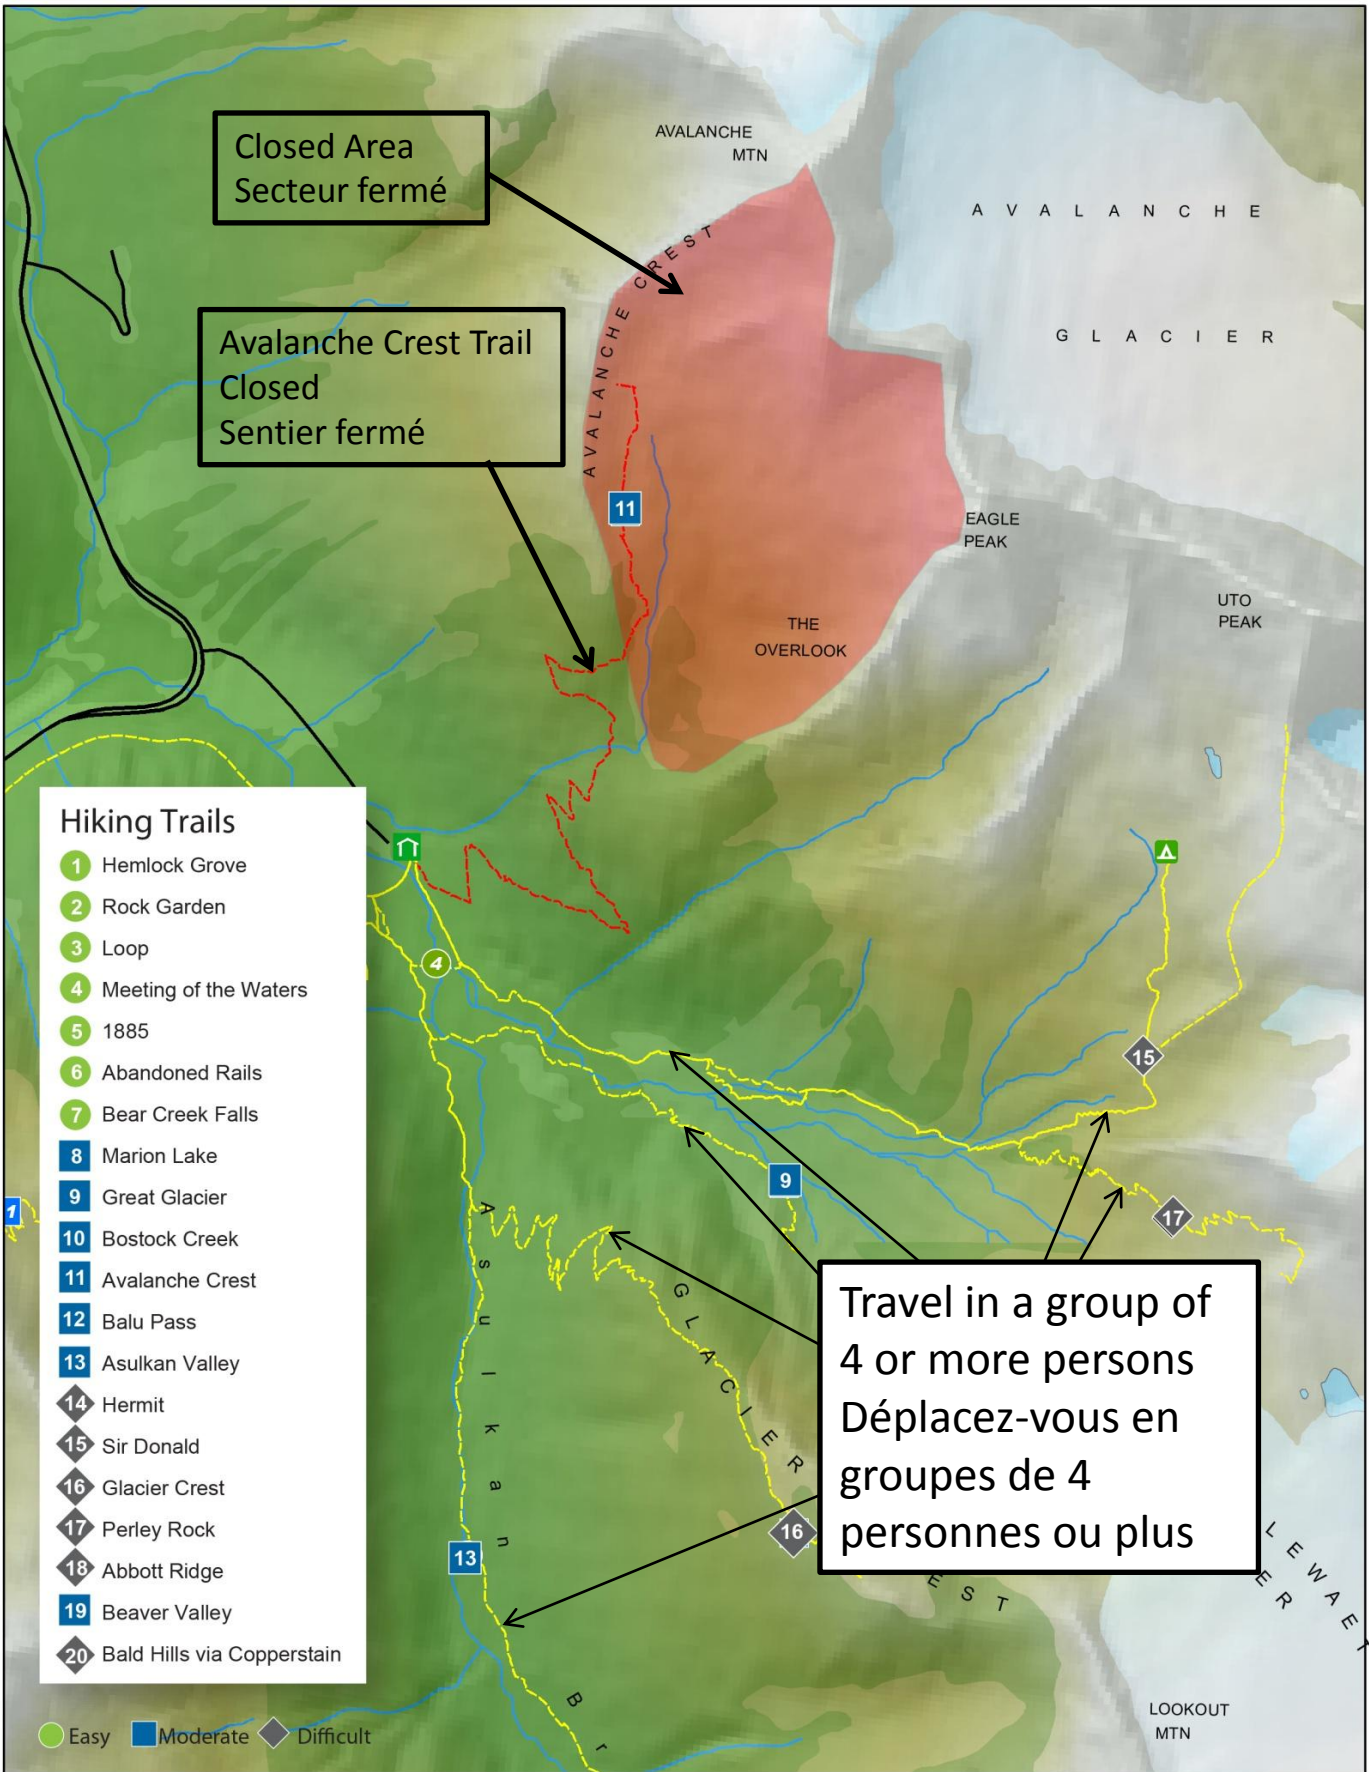 AVALANCHE
MTN
Closed Area
Secteur fermé
AVALANCHE
GLACIER
AVALANCHE CREST
Avalanche Crest Trail
Closed
Sentier fermé
11
EAGLE
PEAK
UTO
PEAK
THE
OVERLOOK
Hiking Trails
1 Hemlock Grove
2 Rock Garden
3 Loop
4 Meeting of the Waters
5 1885
6 Abandoned Rails
7 Bear Creek Falls
8 Marion Lake
9 Great Glacier
10 Bostock Creek
11 Avalanche Crest
12 Balu Pass
13 Asulkan Valley
14 Hermit
15 Sir Donald
16 Glacier Crest
17 Perley Rock
18 Abbott Ridge
19 Beaver Valley
20 Bald Hills via Copperstain
Easy Moderate Difficult
4
15
9
17
1
Asulkan Br
GLACIER
EST
16
13
Travel in a group of
4 or more persons
Déplacez-vous en
groupes de 4
personnes ou plus
LEWAET
ER
LOOKOUT
MTN